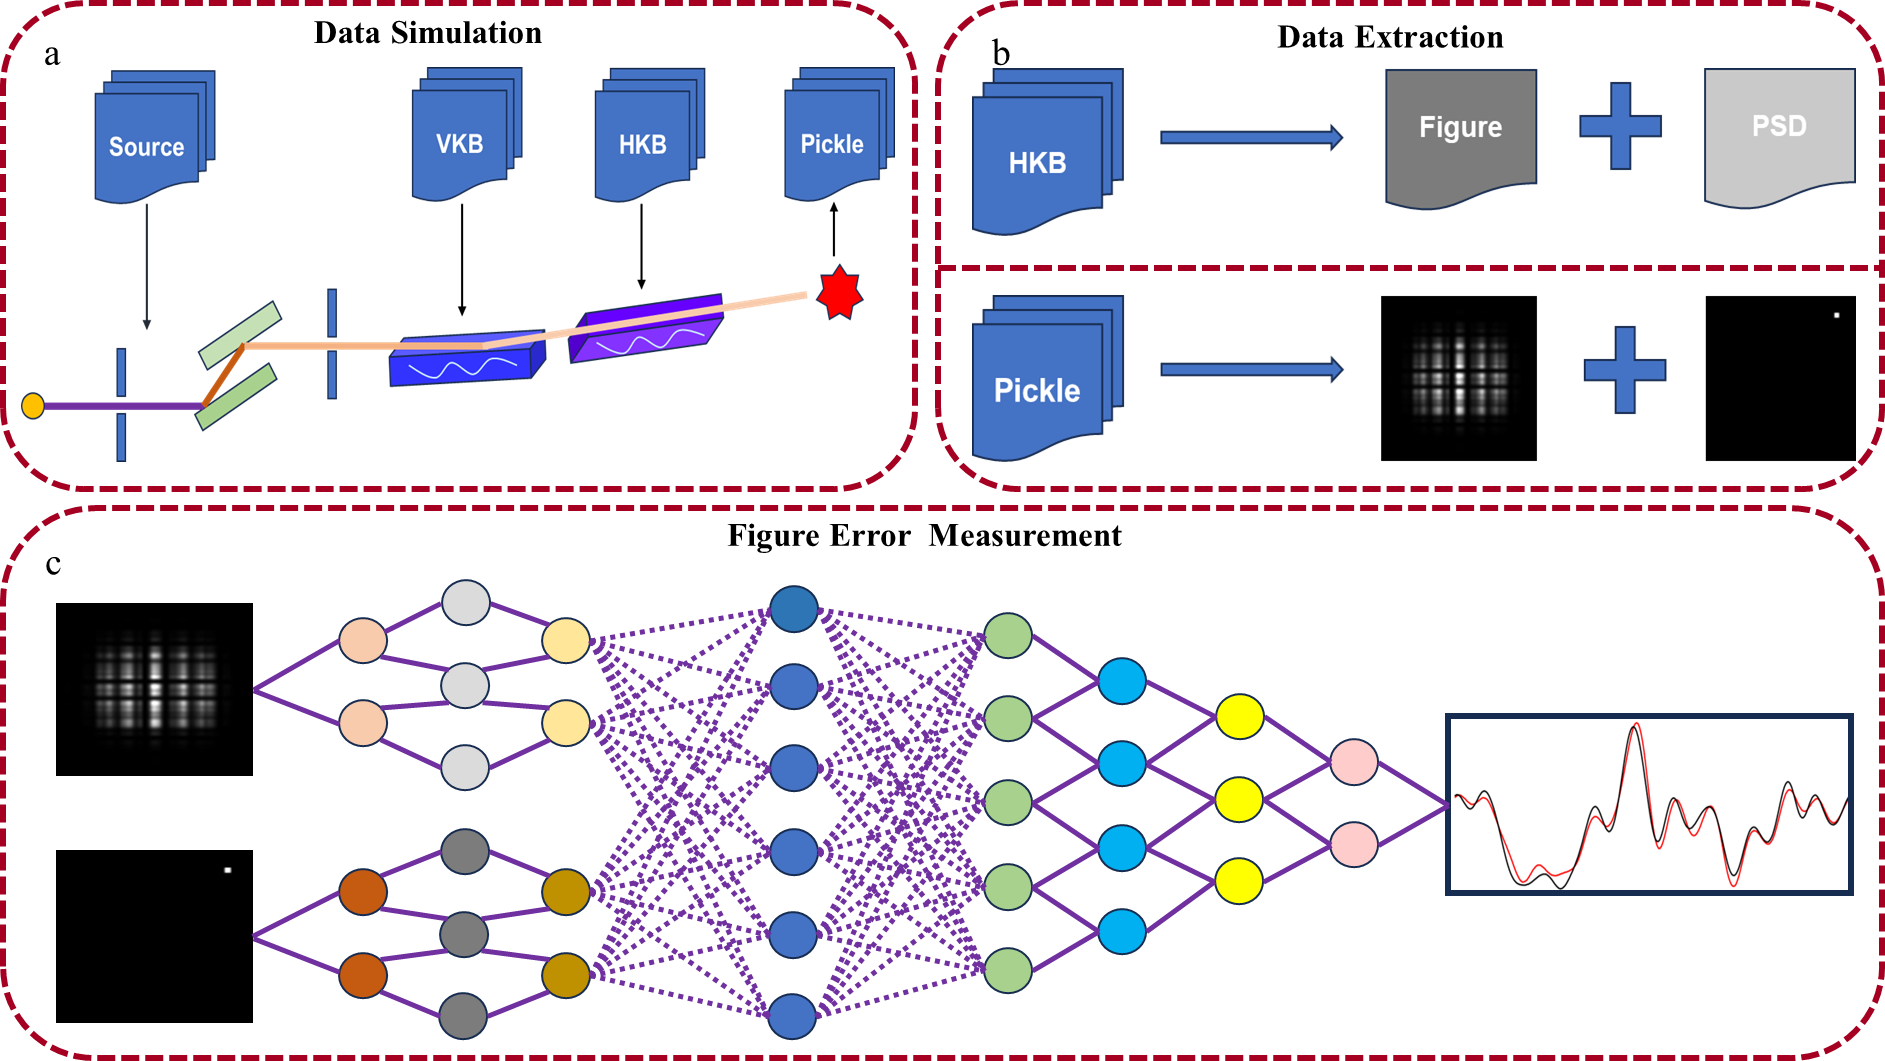 Data Simulation
a
Source
VKB
HKB
Pickle
Data Extraction
b
HKB
Figure
PSD
Pickle
Figure Error  Measurement
c